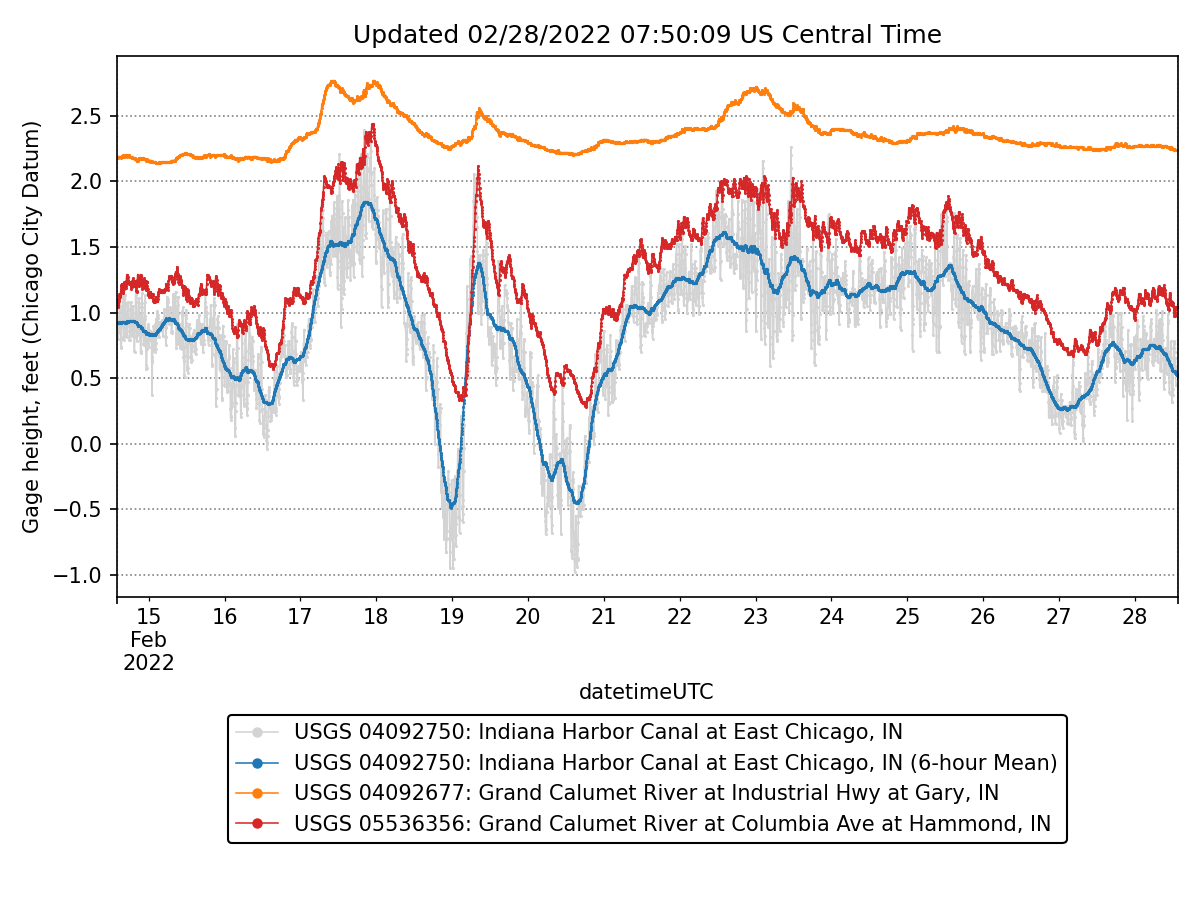 Updated 02/28/2022 07:50:09 US Central Time
Gage height, feet (Chicago City Datum)
2.5
2.0
1.5
1.0
0.5
0.0
−0.5
−1.0
15 16 17 18 19 20 21 22 23 24 25 26 27 28
Feb
2022
datetimeUTC
USGS 04092750: Indiana Harbor Canal at East Chicago, IN
USGS 04092750: Indiana Harbor Canal at East Chicago, IN (6-hour Mean)
USGS 04092677: Grand Calumet River at Industrial Hwy at Gary, IN
USGS 05536356: Grand Calumet River at Columbia Ave at Hammond, IN